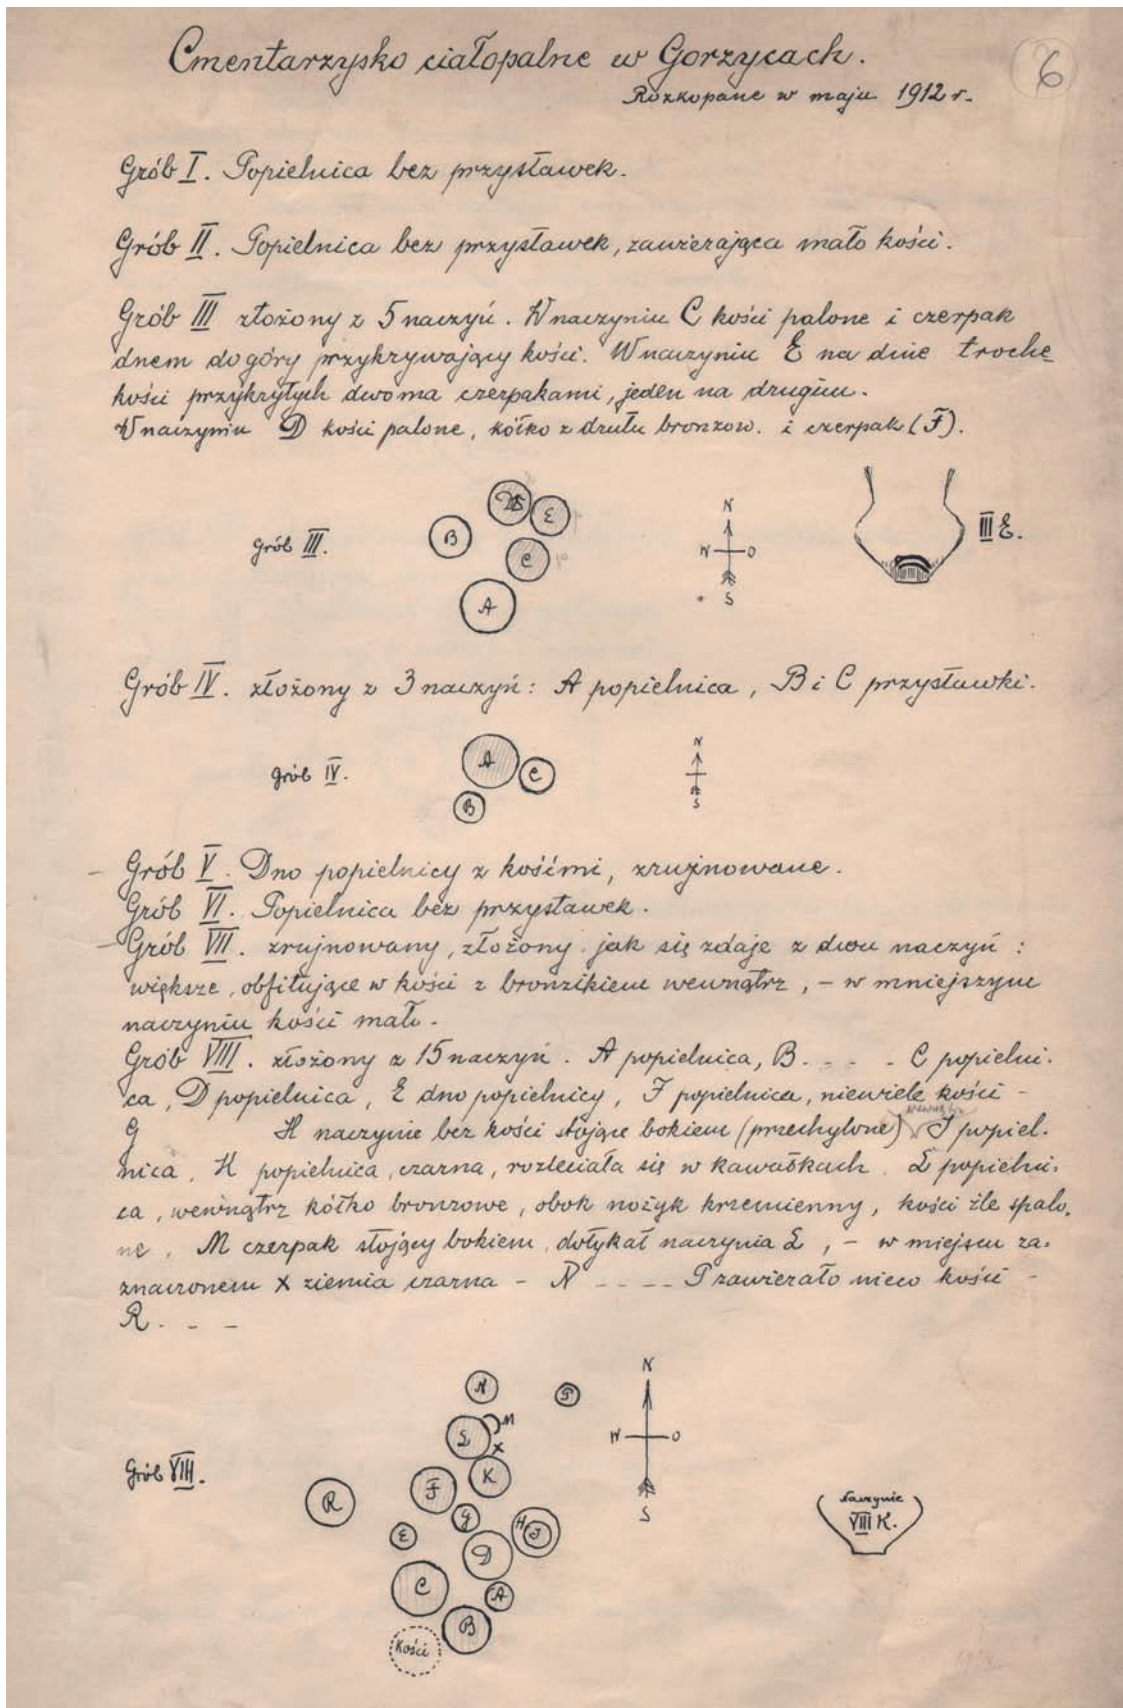 Cmentarzysko ciałopalne w Gorzycach.
6
Rozkopane w maju 1912 r.
Grób I. Popielnica bez przystawek.
Grób II. Popielnica bez przystawek, zawierająca mało kości.
Grób III złożony z 5 naczyń. W naczyniu C kości palone i czerpak
dnem do góry przykrywający kości. W naczyniu E na dnie trochę
kości przykrytych dwoma czerpakami, jeden na drugim.
W naczyniu D kości palone, kółko z drutu bronzow. i czerpak (F).
Grób III.
D
E
B
C
A
N
W O
S
III E.
Grób IV. złożony z 3 naczyń: A popielnica, B i C przystawki.
Grób IV.
A
C
B
N
S
- Grób V. Dno popielnicy z kośćmi, zrujnowane.
Grób VI. Popielnica bez przystawek.
- Grób VII. zrujnowany, złożony jak się zdaje z dwu naczyń:
większe, obfitujące w kości z bronzikiem wewnątrz, - w mniejszym
naczyniu kości mało.
Grób VIII. złożony z 15 naczyń. A popielnica, B. - - - C popielni-
ca, D popielnica, E dno popielnicy, F popielnica, niewiele kości -
G H naczynie bez kości stojące bokiem (przechylone) J popiel-
nica, K popielnica, czarna, rozleciała się w kawałkach. L popielni-
ca, wewnątrz kółko bronzowe, obok nożyk krzemienny, kości źle spalo-
ne. M czerpak stojący bokiem, dotykał naczynia L, - w miejscu za-
znaczonem x ziemia czarna - N - - - - P zawierało nieco kości -
R. - -
Grób VIII.
N
P
M
L
x
K
F
R
G
H
J
E
D
C
A
B
Kości
N
W O
S
Naczynie
VIII K.